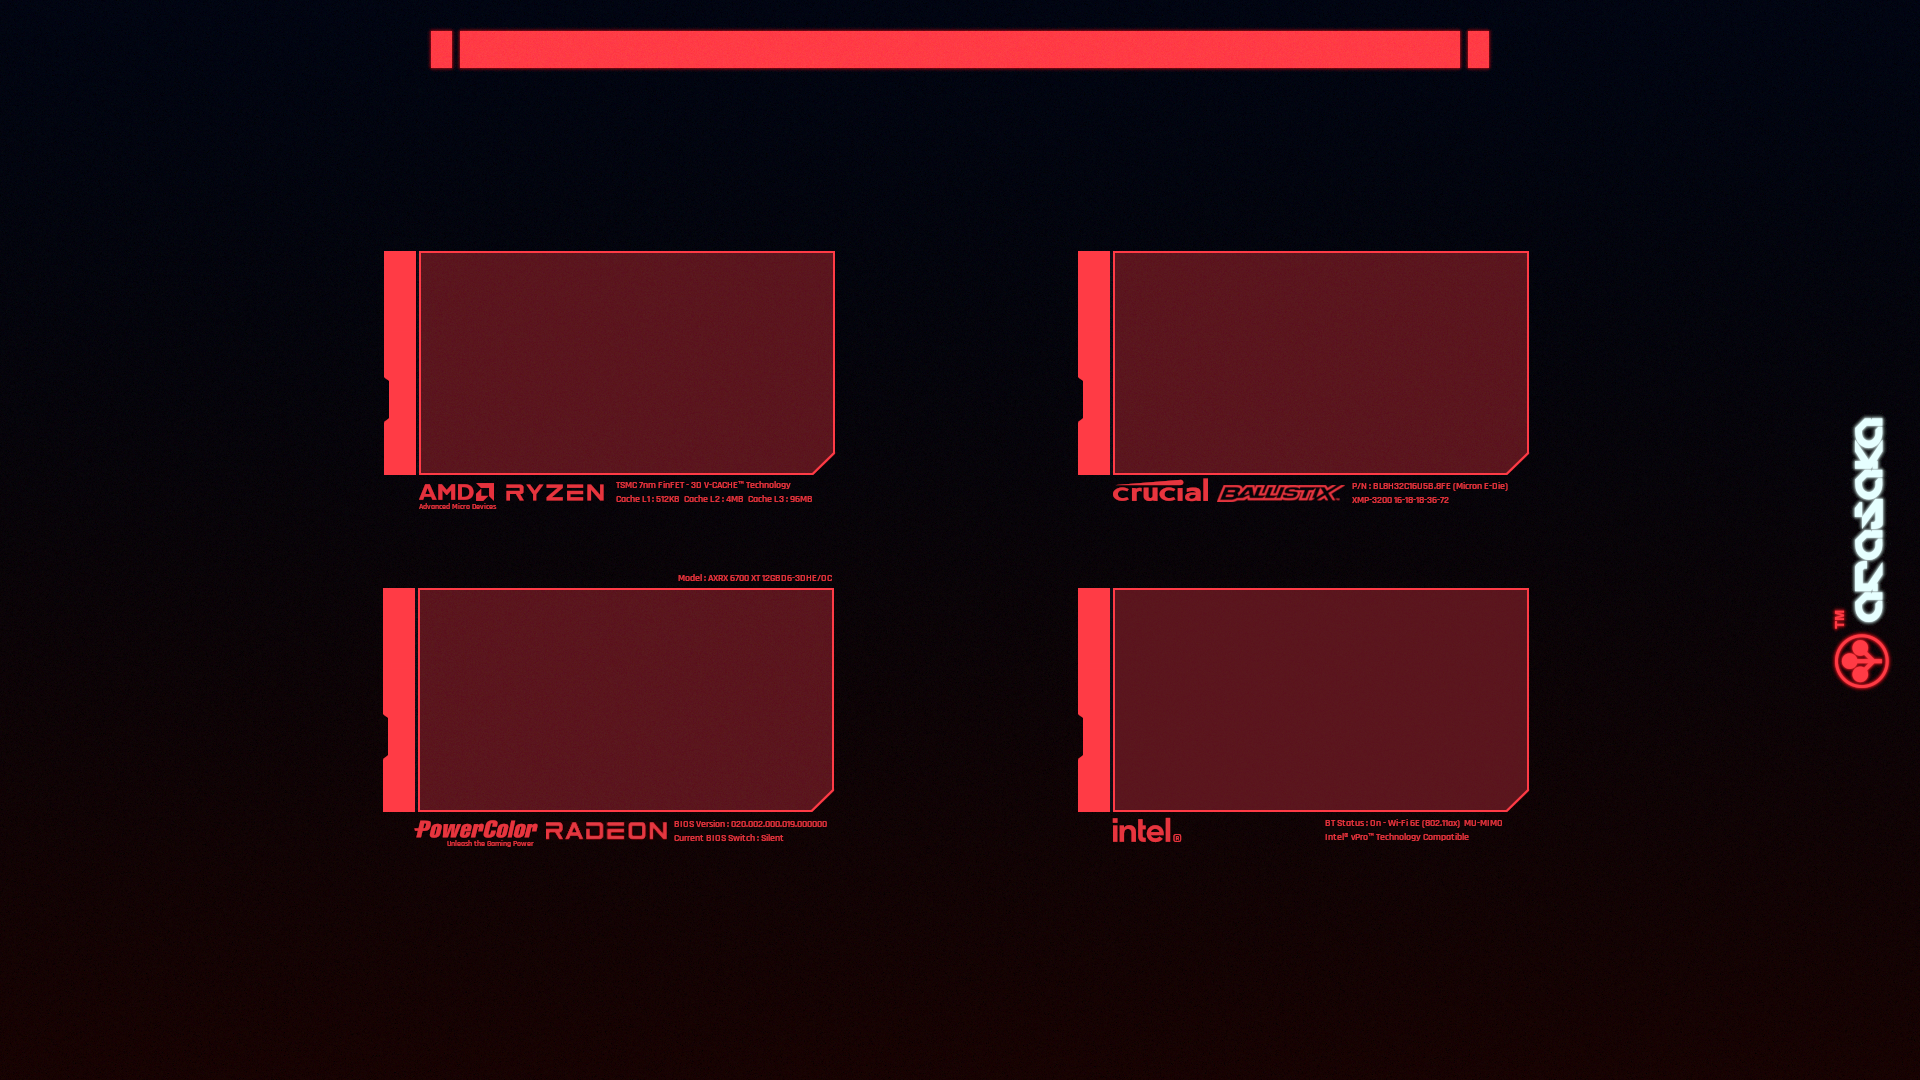 AMD RYZEN
Advanced Micro Devices
TSMC 7nm FinFET - 3D V-CACHE™ Technology
Cache L1 : 512KB Cache L2 : 4MB Cache L3 : 96MB
crucial BALLISTIX
P/N : BL8H32C16U5B.8FE (Micron E-Die)
XMP-3200 16-18-18-36-72
Model : AXRX 6700 XT 12GBD6-3DHE/OC
PowerColor RADEON
Unleash the Gaming Power
BIOS Version : 020.002.000.019.000000
Current BIOS Switch : Silent
intel
BT Status : On - Wi-Fi 6E (802.11ax) MU-MIMO
Intel® vPro™ Technology Compatible
arasaka ™